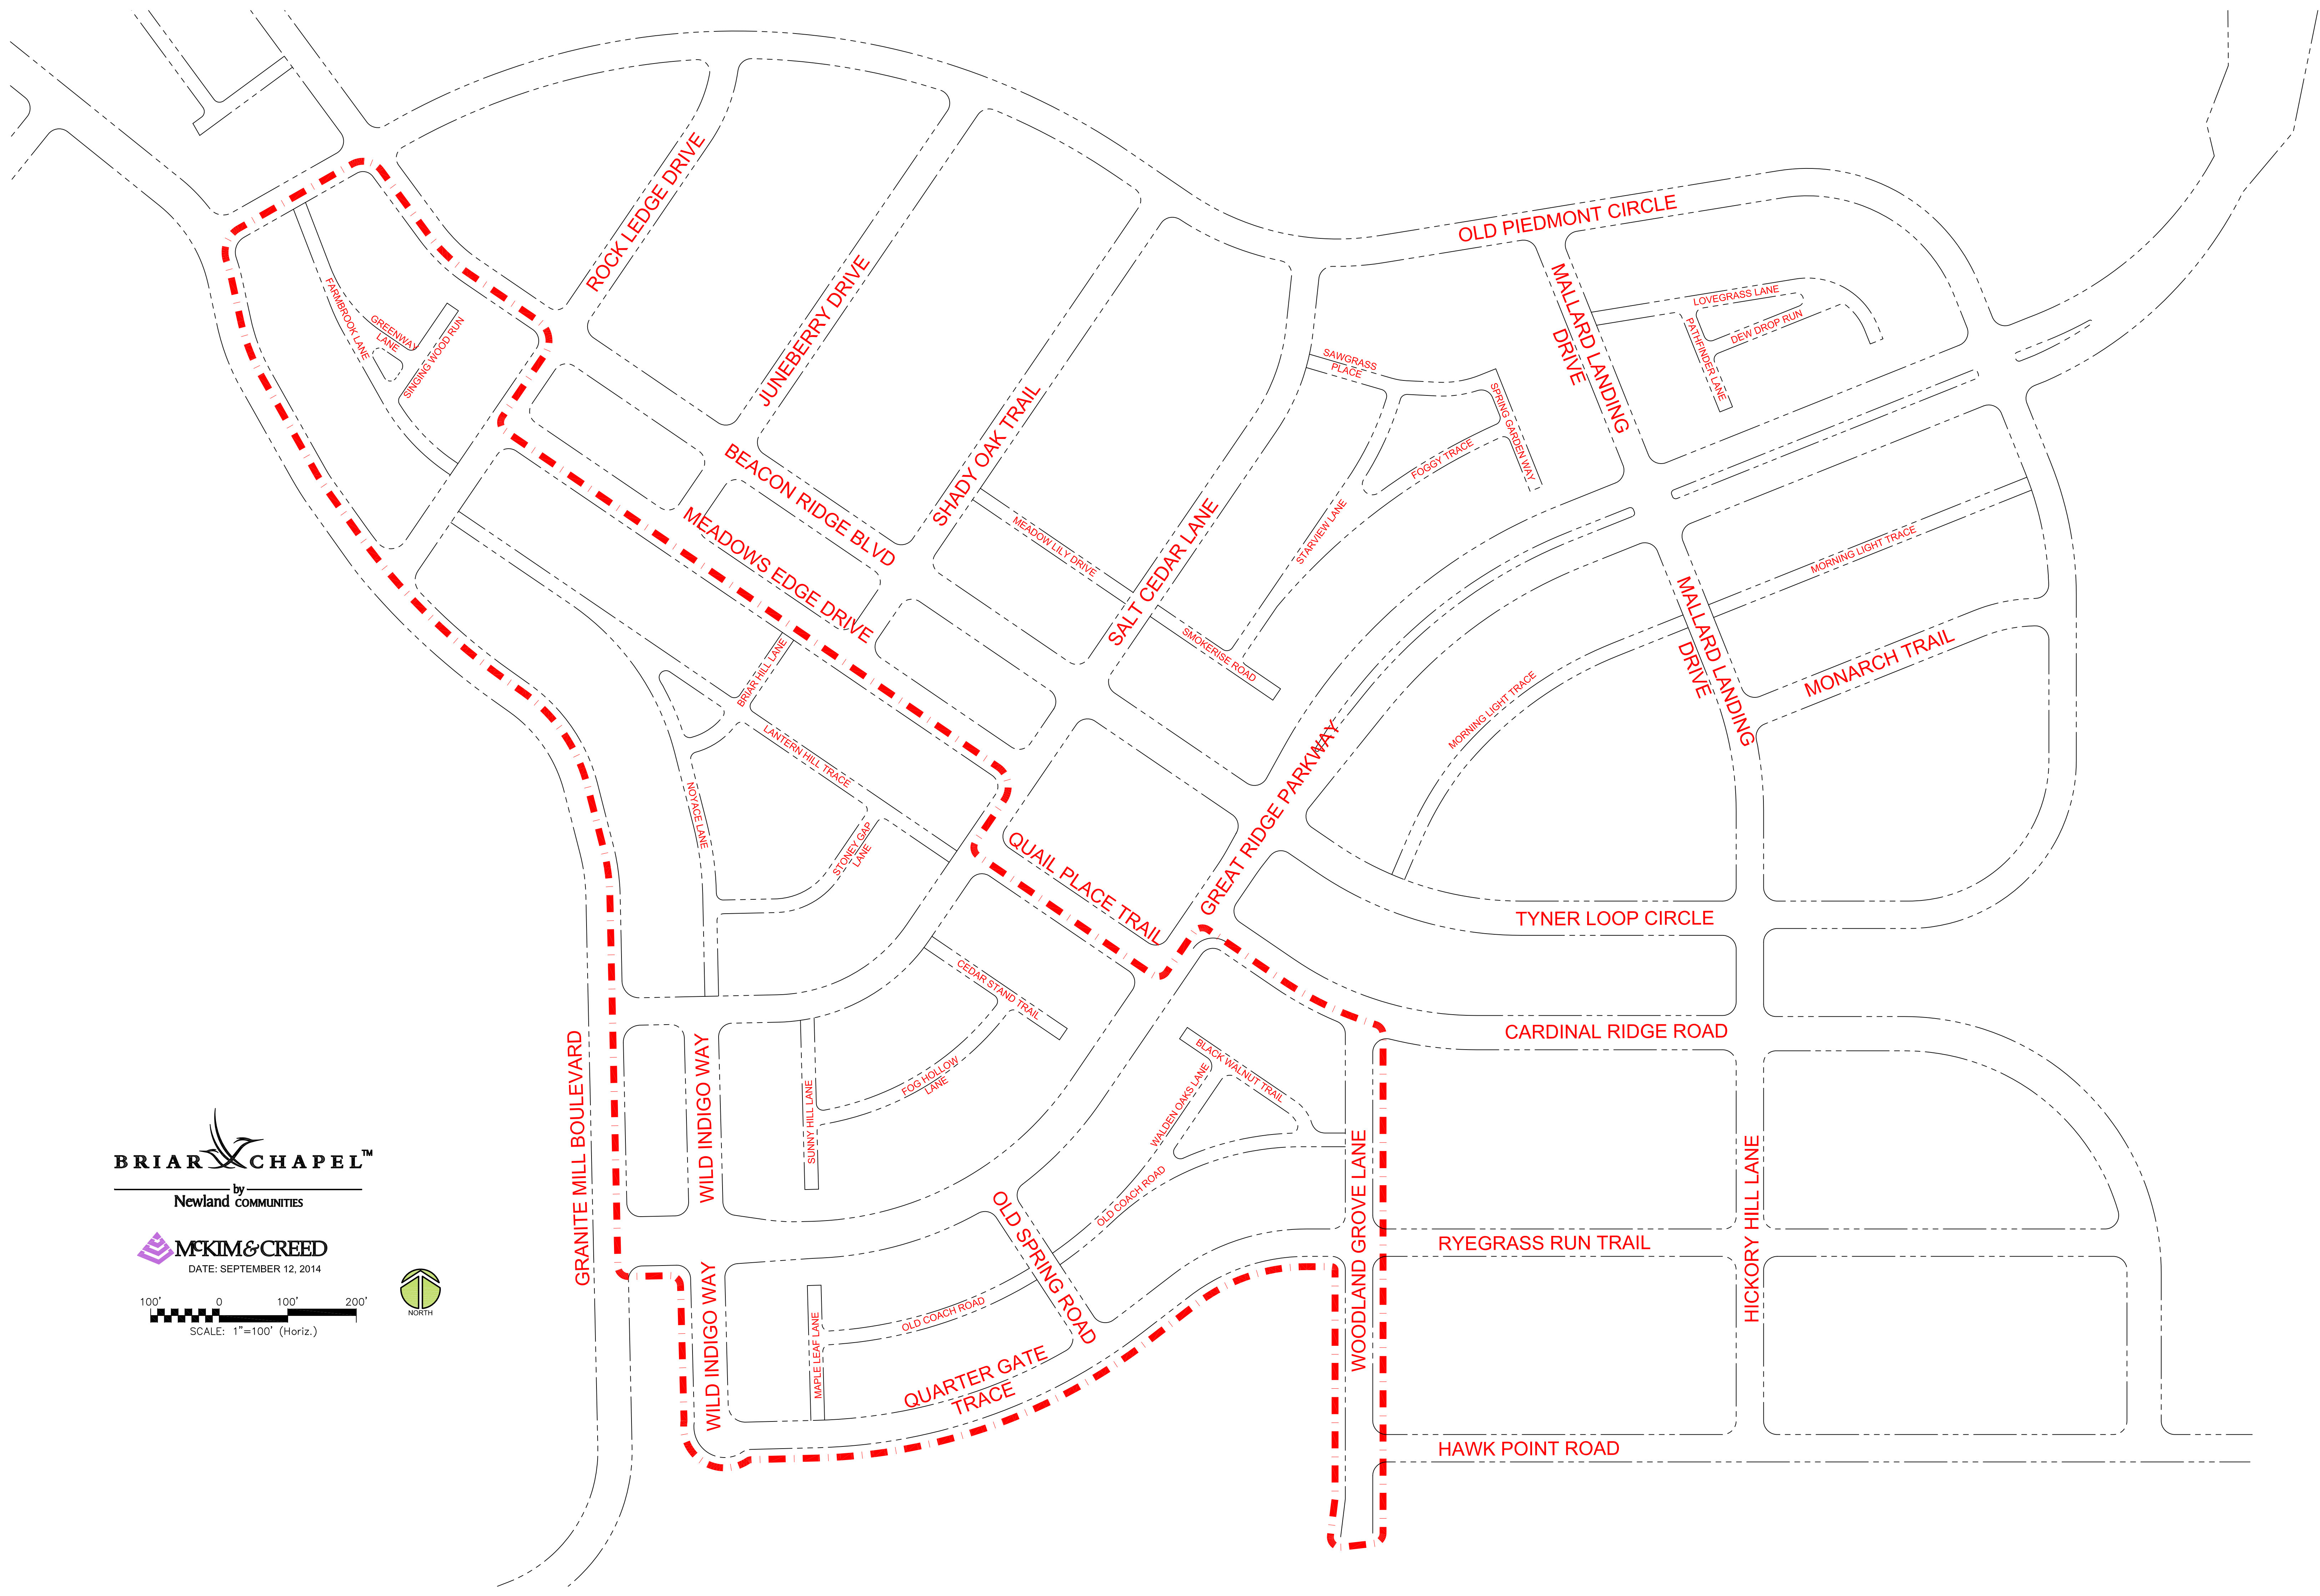 ROCK LEDGE DRIVE
JUNEBERRY DRIVE
OLD PIEDMONT CIRCLE
MALLARD LANDING
DRIVE
LOVEGRASS LANE
DEW DROP RUN
PATHFINDER LANE
FARMBROOK LANE
GREENWAY
LANE
SINGING WOOD RUN
SAWGRASS
PLACE
SPRING GARDEN WAY
FOGGY TRACE
STARVIEW LANE
SHADY OAK TRAIL
BEACON RIDGE BLVD
MEADOWS EDGE DRIVE
MEADOW LILY DRIVE
SALT CEDAR LANE
SMOKERISE ROAD
MORNING LIGHT TRACE
MALLARD LANDING
DRIVE
MONARCH TRAIL
MORNING LIGHT TRACE
BRIAR HILL LANE
LANTERN HILL TRACE
NOYACE LANE
STONEY GAP
LANE
GREAT RIDGE PARKWAY
QUAIL PLACE TRAIL
TYNER LOOP CIRCLE
CEDAR STAND TRAIL
FOG HOLLOW
LANE
CARDINAL RIDGE ROAD
GRANITE MILL BOULEVARD
WILD INDIGO WAY
SUNNY HILL LANE
BLACK WALNUT TRAIL
WALDEN OAKS LANE
OLD COACH ROAD
WOODLAND GROVE LANE
HICKORY HILL LANE
OLD SPRING ROAD
RYEGRASS RUN TRAIL
WILD INDIGO WAY
MAPLE LEAF LANE
OLD COACH ROAD
QUARTER GATE
TRACE
HAWK POINT ROAD
BRIAR CHAPEL™
by
Newland COMMUNITIES
McKIM&CREED
DATE: SEPTEMBER 12, 2014
100' 0 100' 200'
SCALE: 1"=100' (Horiz.)
NORTH